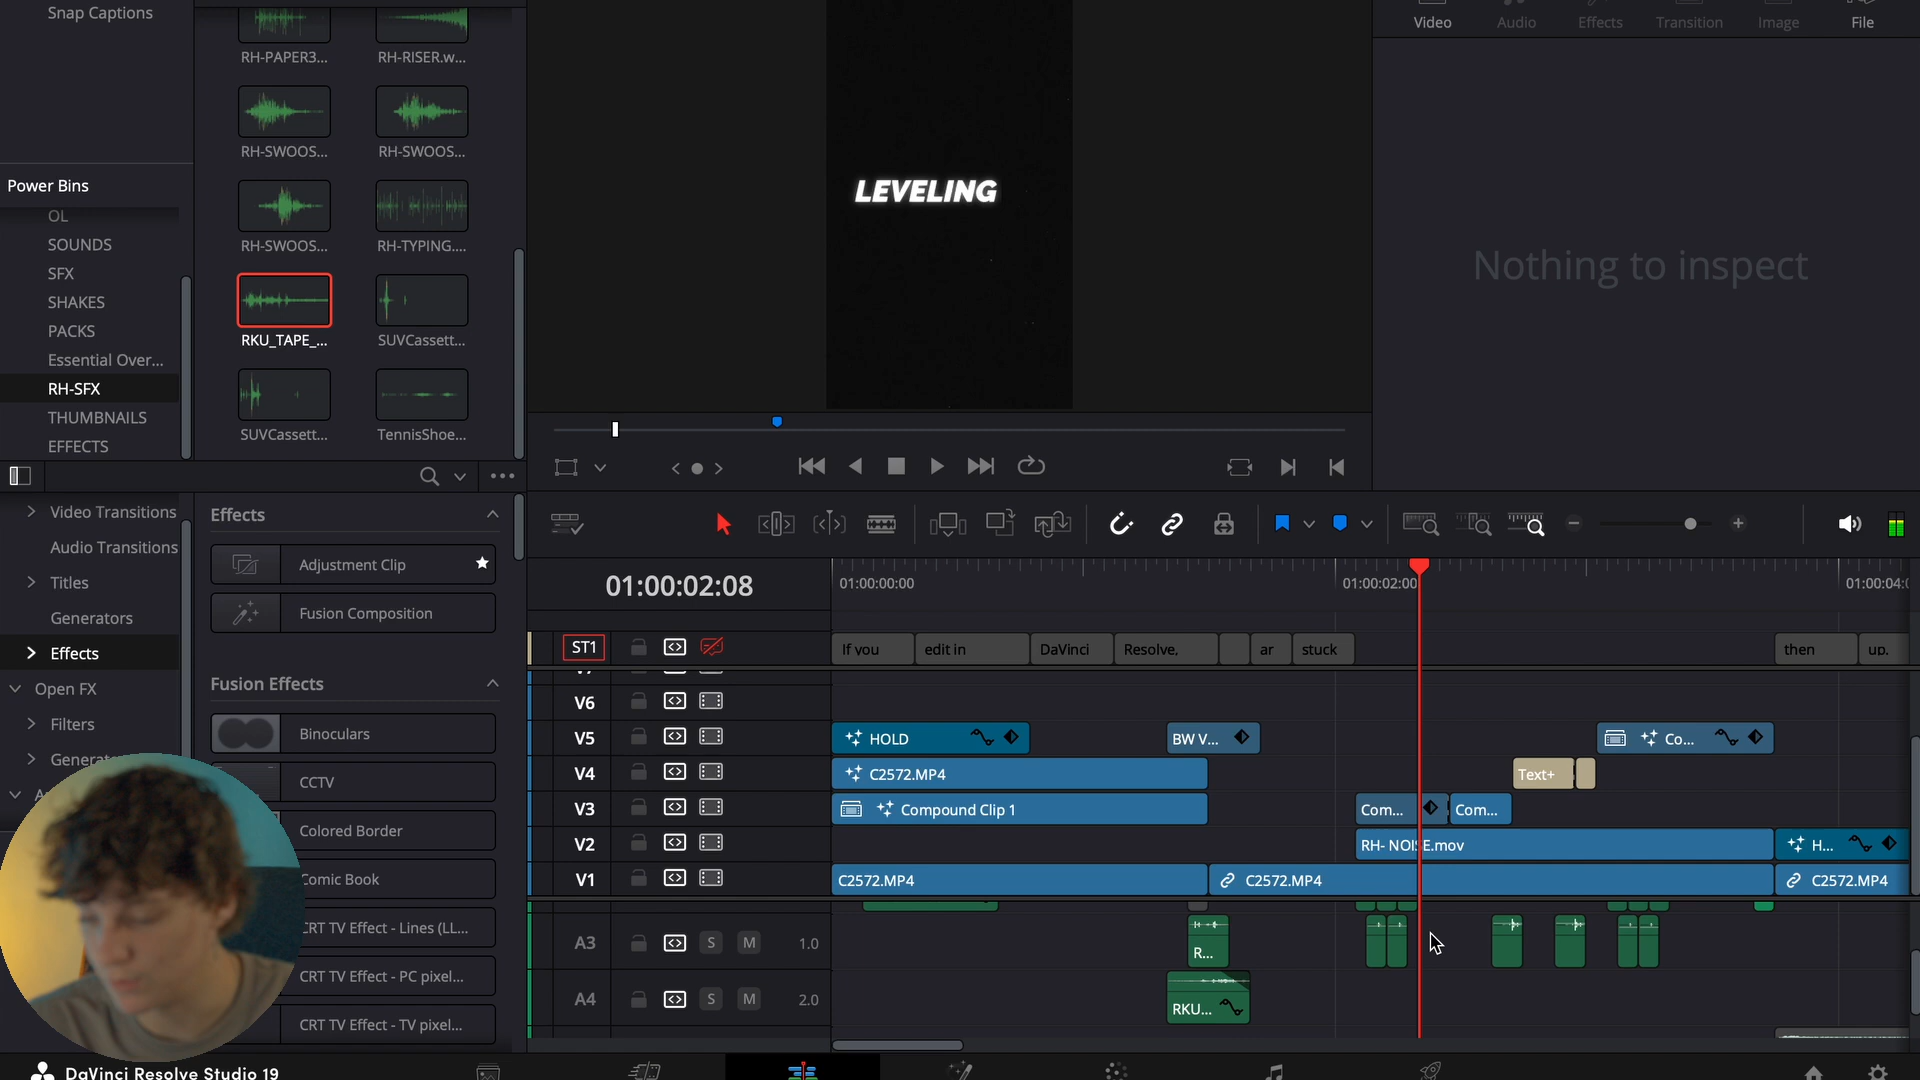 Snap Captions
RH-PAPER3...
RH-RISER.w...
RH-SWOOS...
RH-SWOOS...
RH-SWOOS...
RH-TYPING....
RKU_TAPE_...
SUVCassett...
SUVCassett...
TennisShoe...
Power Bins
OL
SOUNDS
SFX
SHAKES
PACKS
Essential Over...
RH-SFX
THUMBNAILS
EFFECTS
LEVELING
Video
Audio
Effects
Transition
Image
File
Nothing to inspect
Video Transitions
Audio Transitions
Titles
Generators
Effects
Open FX
Filters
Effects
Adjustment Clip
Fusion Composition
Fusion Effects
Binoculars
CCTV
Colored Border
Comic Book
CRT TV Effect - Lines (LL...
CRT TV Effect - PC pixel...
CRT TV Effect - TV pixel...
01:00:02:08
01:00:00:00
01:00:02:00
01:00:04:0
ST1
If you
edit in
DaVinci
Resolve,
ar
stuck
then
up.
V6
V5
HOLD
BW V...
Co...
V4
C2572.MP4
Text+
V3
Compound Clip 1
Com...
Com...
V2
RH- NOISE.mov
H...
V1
C2572.MP4
C2572.MP4
C2572.MP4
A3
S
M
1.0
R...
A4
S
M
2.0
RKU...
DaVinci Resolve Studio 19